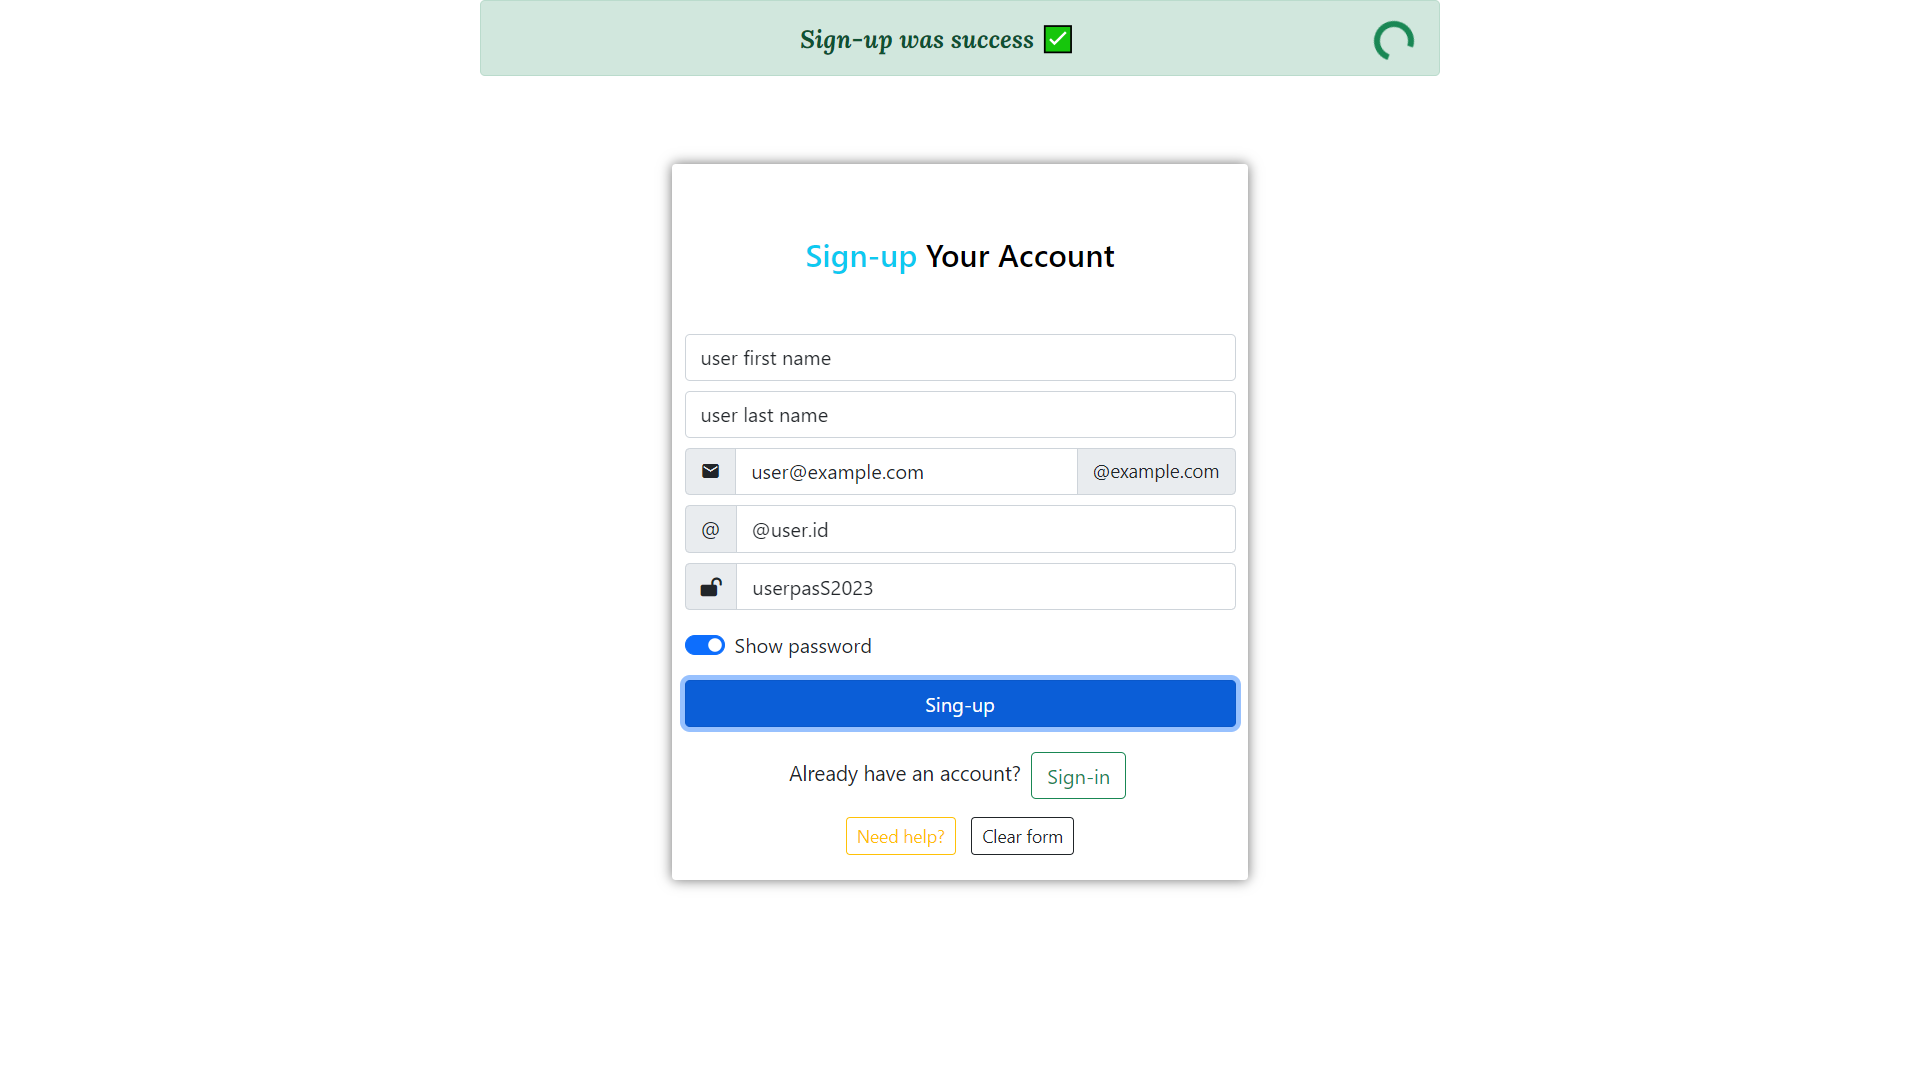 Sign-up was success ✅
Sign-up Your Account
user first name
user last name
user@example.com @example.com
@ @user.id
userpasS2023
Show password
Sing-up
Already have an account? Sign-in
Need help? Clear form